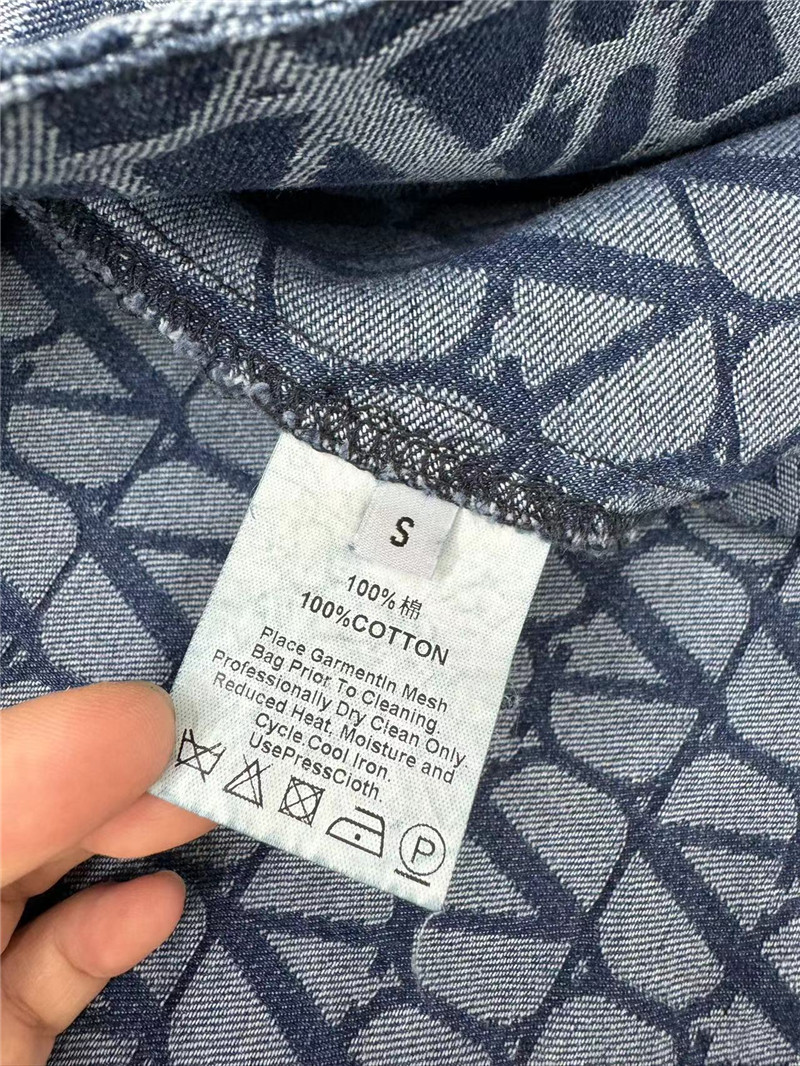 S
100%棉
100%COTTON
Place GarmentIn Mesh
Bag Prior To Cleaning
Professionally Dry Clean Only.
Reduced Heat, Moisture and
Cycle Cool Iron.
UsePressCloth.
P